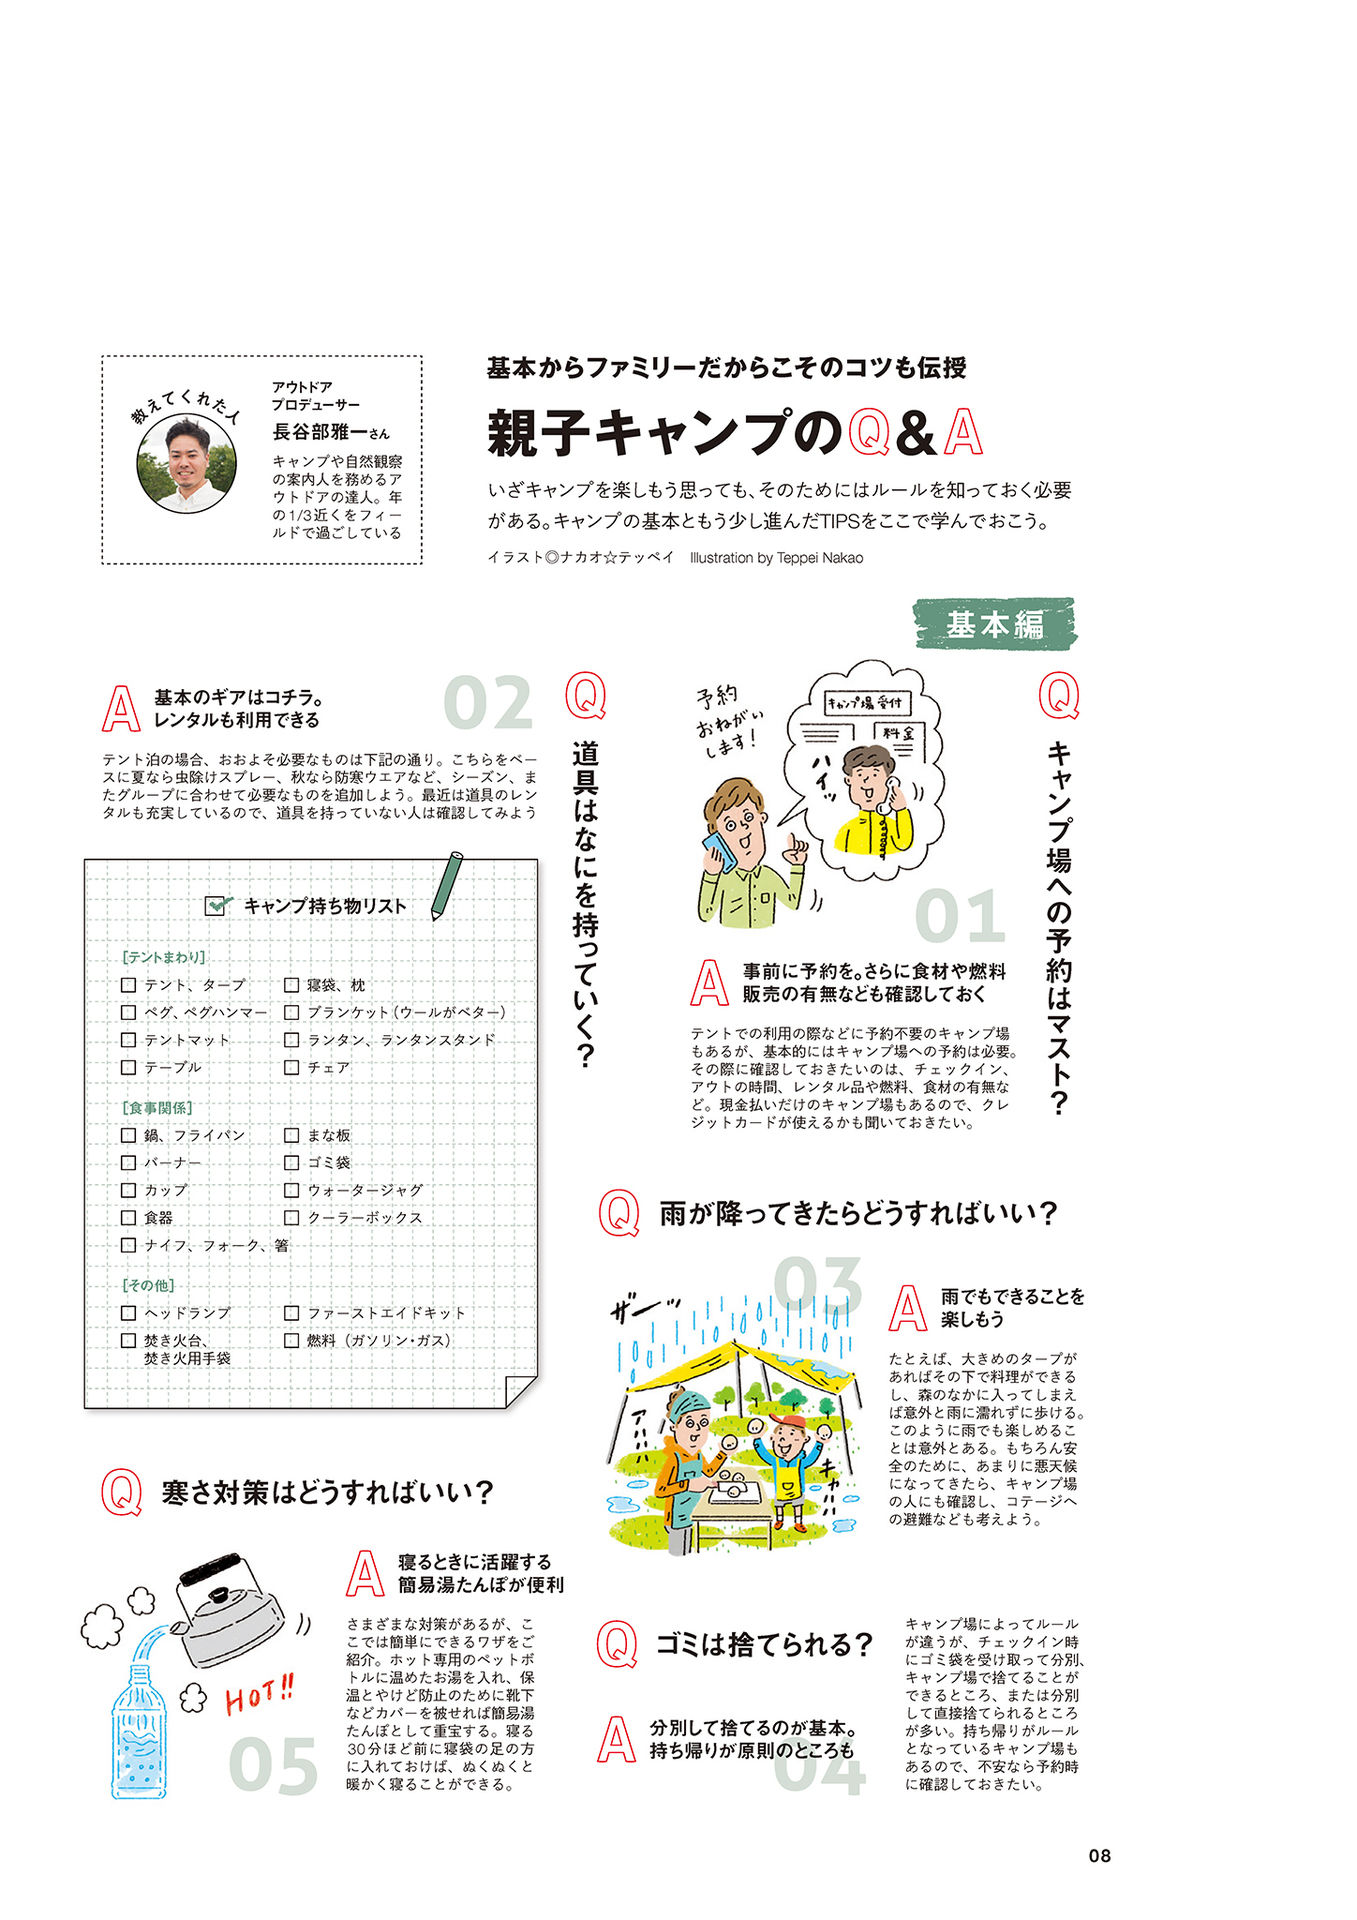 基本からファミリーだからこそのコツも伝授
親子キャンプのQ&A
いざキャンプを楽しもう思っても、そのためにはルールを知っておく必要
がある。キャンプの基本ともう少し進んだTIPSをここで学んでおこう。
イラスト◎ナカオ☆テッペイ Illustration by Teppei Nakao
教えてくれた人
アウトドア
プロデューサー
長谷部雅一さん
キャンプや自然観察
の案内人を務めるア
ウトドアの達人。年
の1/3近くをフィー
ルドで過ごしている
基本編
Q キャンプ場への予約はマスト?
予約
おねがい
します!
キャンプ場受付
料金
ハイッ
01
A 事前に予約を。さらに食材や燃料
販売の有無なども確認しておく
テントでの利用の際などに予約不要のキャンプ場
もあるが、基本的にはキャンプ場への予約は必要。
その際に確認しておきたいのは、チェックイン、
アウトの時間、レンタル品や燃料、食材の有無な
ど。現金払いだけのキャンプ場もあるので、クレ
ジットカードが使えるかも聞いておきたい。
Q 道具はなにを持っていく?
02
A 基本のギアはコチラ。
レンタルも利用できる
テント泊の場合、おおよそ必要なものは下記の通り。こちらをベー
スに夏なら虫除けスプレー、秋なら防寒ウエアなど、シーズン、ま
たグループに合わせて必要なものを追加しよう。最近は道具のレン
タルも充実しているので、道具を持っていない人は確認してみよう
キャンプ持ち物リスト
[テントまわり]
テント、タープ
寝袋、枕
ペグ、ペグハンマー
ブランケット(ウールがベター)
テントマット
ランタン、ランタンスタンド
テーブル
チェア
[食事関係]
鍋、フライパン
まな板
バーナー
ゴミ袋
カップ
ウォータージャグ
食器
クーラーボックス
ナイフ、フォーク、箸
[その他]
ヘッドランプ
ファーストエイドキット
焚き火台、
焚き火用手袋
燃料(ガソリン・ガス)
Q 雨が降ってきたらどうすればいい?
03
ザーッ
アハハハ
キャハハハ
A 雨でもできることを
楽しもう
たとえば、大きめのタープが
あればその下で料理ができる
し、森のなかに入ってしまえ
ば意外と雨に濡れずに歩ける。
このように雨でも楽しめるこ
とは意外とある。もちろん安
全のために、あまりに悪天候
になってきたら、キャンプ場
の人にも確認し、コテージへ
の避難なども考えよう。
Q ゴミは捨てられる?
A 分別して捨てるのが基本。
持ち帰りが原則のところも
04
キャンプ場によってルール
が違うが、チェックイン時
にゴミ袋を受け取って分別、
キャンプ場で捨てることが
できるところ、または分別
して直接捨てられるところ
が多い。持ち帰りがルール
となっているキャンプ場も
あるので、不安なら予約時
に確認しておきたい。
Q 寒さ対策はどうすればいい?
HOT!!
05
A 寝るときに活躍する
簡易湯たんぽが便利
さまざまな対策があるが、こ
こでは簡単にできるワザをご
紹介。ホット専用のペットボ
トルに温めたお湯を入れ、保
温とやけど防止のために靴下
などカバーを被せれば簡易湯
たんぽとして重宝する。寝る
30分ほど前に寝袋の足の方
に入れておけば、ぬくぬくと
暖かく寝ることができる。
08